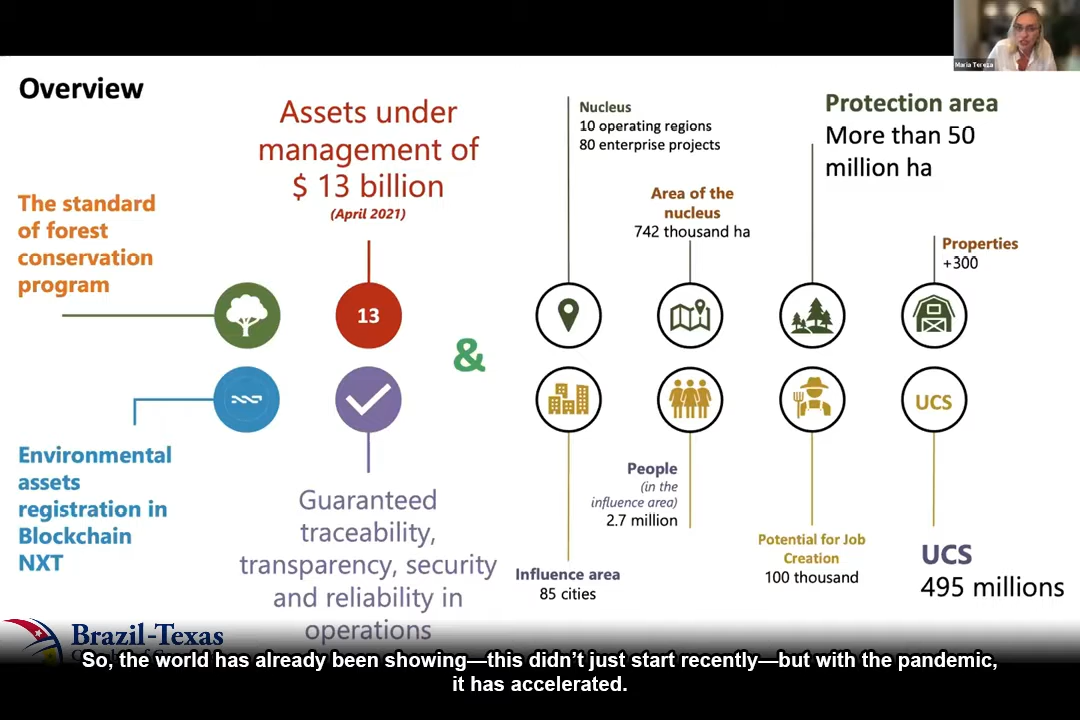 Maria Tereza
Overview
Assets under
management of
$ 13 billion
(April 2021)
The standard
of forest
conservation
program
13
Environmental
assets
registration in
Blockchain
NXT
Guaranteed
traceability,
transparency, security
and reliability in
operations
&
Nucleus
10 operating regions
80 enterprise projects
Area of the
nucleus
742 thousand ha
Protection area
More than 50
million ha
Properties
+300
UCS
Influence area
85 cities
People
(in the
influence area)
2.7 million
Potential for Job
Creation
100 thousand
UCS
495 millions
Brazil-Texas
So, the world has already been showing—this didn’t just start recently—but with the pandemic,
it has accelerated.